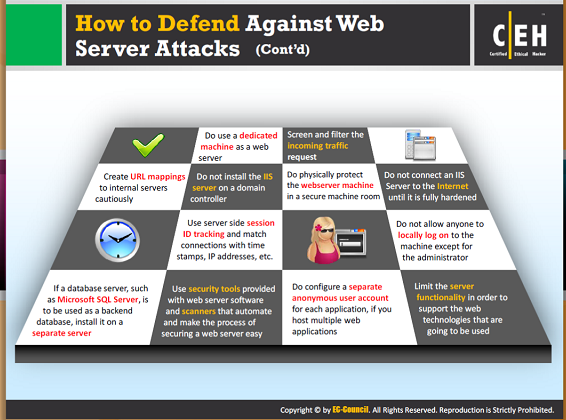 How to Defend Against Web
Server Attacks (Cont'd)
C|EH
Certified Ethical Hacker
Do use a dedicated
machine as a web
server
Screen and filter the
incoming traffic
request
Create URL mappings
to internal servers
cautiously
Do not install the IIS
server on a domain
controller
Do physically protect
the webserver machine
in a secure machine room
Do not connect an IIS
Server to the Internet
until it is fully hardened
Use server side session
ID tracking and match
connections with time
stamps, IP addresses, etc.
Do not allow anyone to
locally log on to the
machine except for
the administrator
If a database server, such
as Microsoft SQL Server, is
to be used as a backend
database, install it on a
separate server
Use security tools provided
with web server software
and scanners that automate
and make the process of
securing a web server easy
Do configure a separate
anonymous user account
for each application, if you
host multiple web
applications
Limit the server
functionality in order to
support the web
technologies that are
going to be used
Copyright © by EC-Council. All Rights Reserved. Reproduction is Strictly Prohibited.